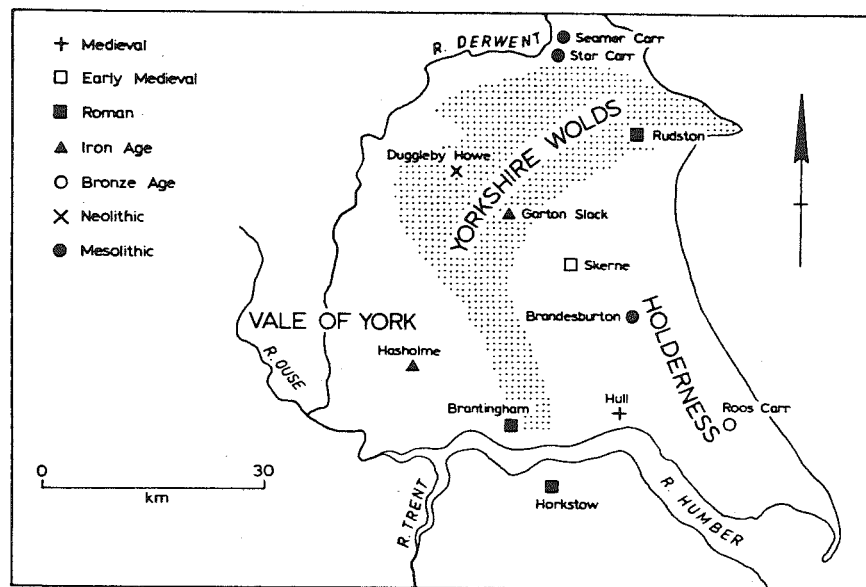 Medieval
Early Medieval
Roman
Iron Age
Bronze Age
Neolithic
Mesolithic
R. DERWENT
Seamer Carr
Star Carr
YORKSHIRE WOLDS
Rudston
Duggleby Howe
Garton Slack
Skerne
VALE OF YORK
Brandesburton
HOLDERNESS
Hasholme
R. OUSE
Brantingham
Hull
Roos Carr
0 30
km
R. TRENT
Horkstow
R. HUMBER